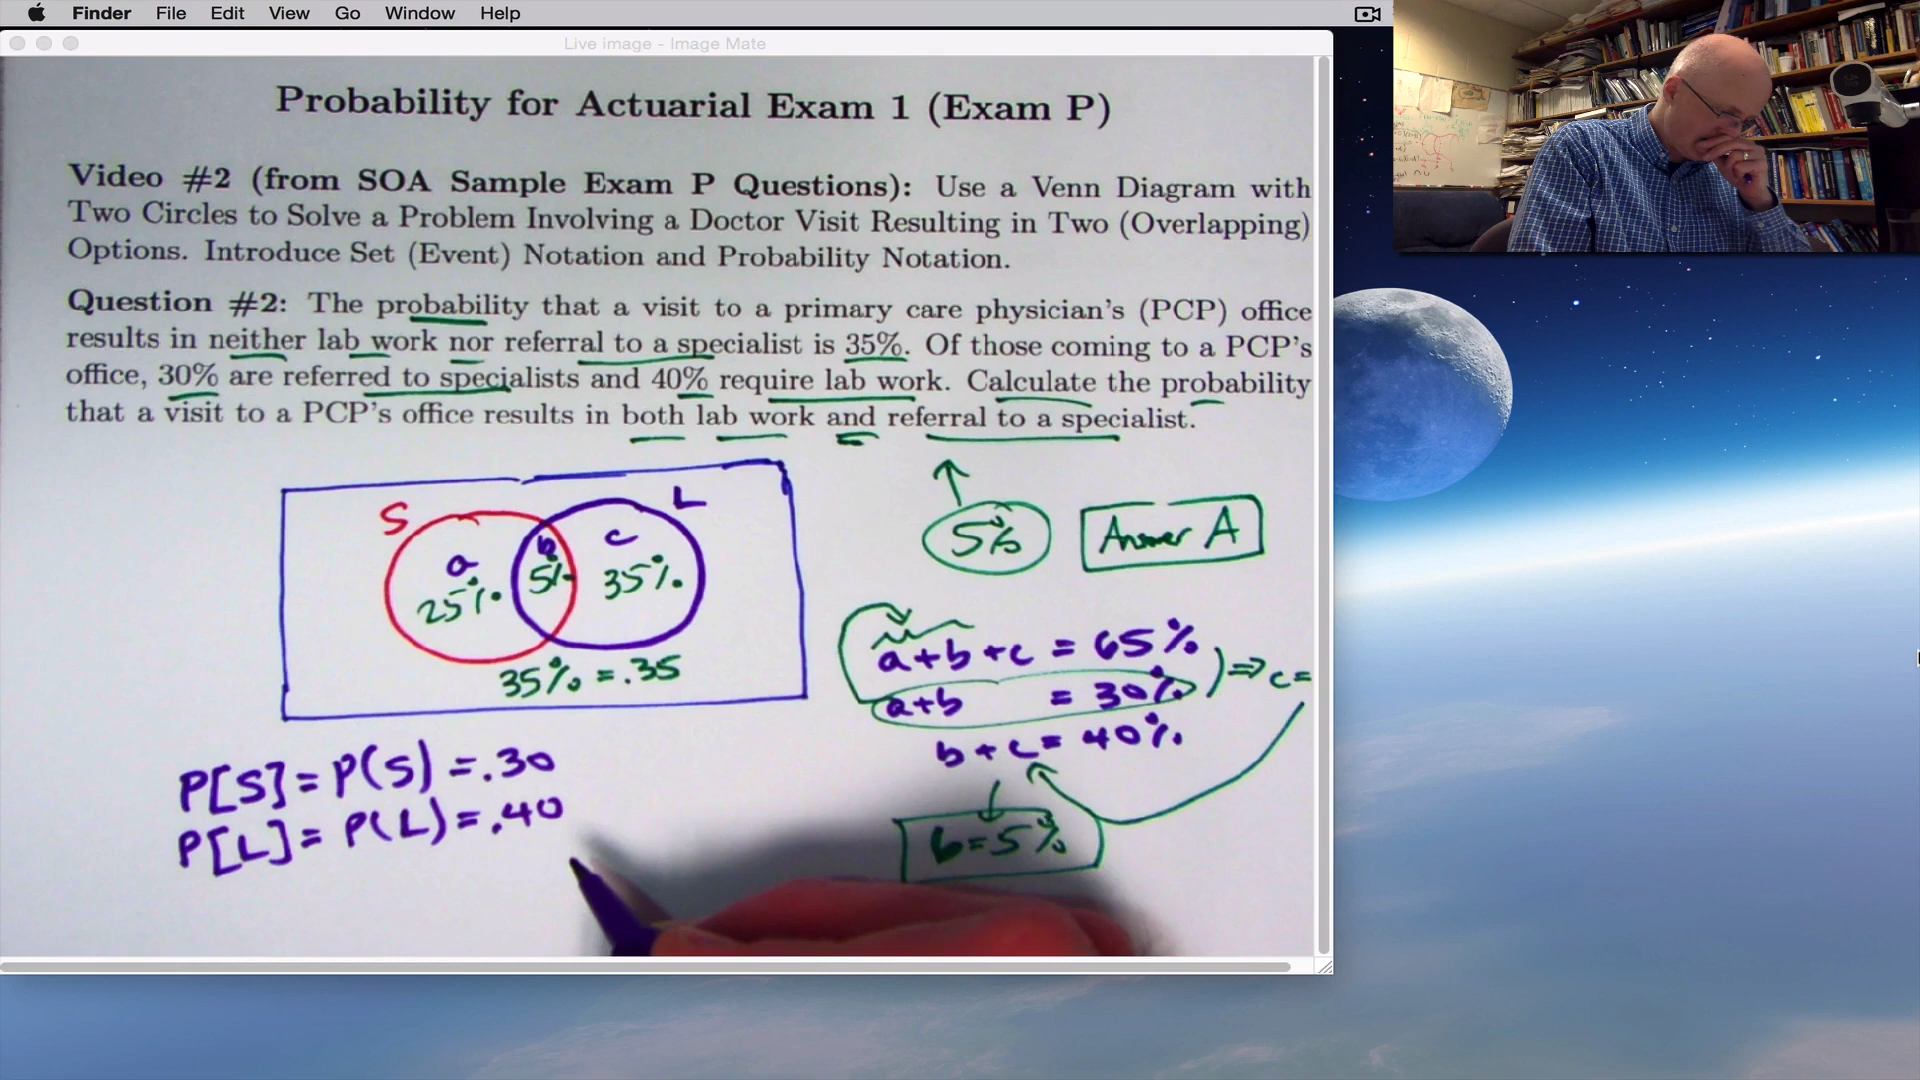 Finder File Edit View Go Window Help
Live image - Image Mate
Probability for Actuarial Exam 1 (Exam P)
Video #2 (from SOA Sample Exam P Questions): Use a Venn Diagram with
Two Circles to Solve a Problem Involving a Doctor Visit Resulting in Two (Overlapping)
Options. Introduce Set (Event) Notation and Probability Notation.
Question #2: The probability that a visit to a primary care physician's (PCP) office
results in neither lab work nor referral to a specialist is 35%. Of those coming to a PCP's
office, 30% are referred to specialists and 40% require lab work. Calculate the probability
that a visit to a PCP's office results in both lab work and referral to a specialist.
S L
a b c
25% 5% 35%
35% = .35
5% Answer A
a+b+c = 65%
a+b = 30% ⇒ c=
b+c = 40%
b=5%
P[S] = P(S) = .30
P[L] = P(L) = .40